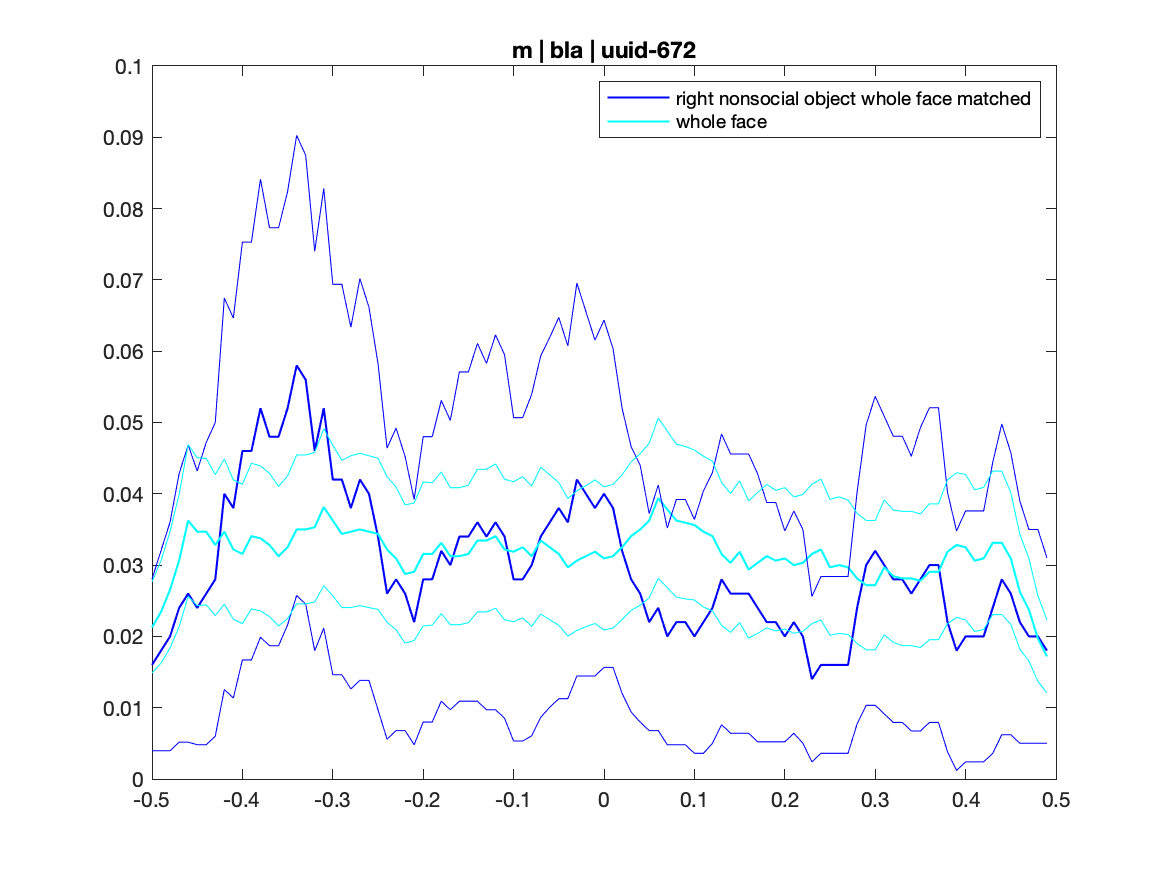 m | bla | uuid-672
right nonsocial object whole face matched
whole face
0.1
0.09
0.08
0.07
0.06
0.05
0.04
0.03
0.02
0.01
0
-0.5 -0.4 -0.3 -0.2 -0.1 0 0.1 0.2 0.3 0.4 0.5